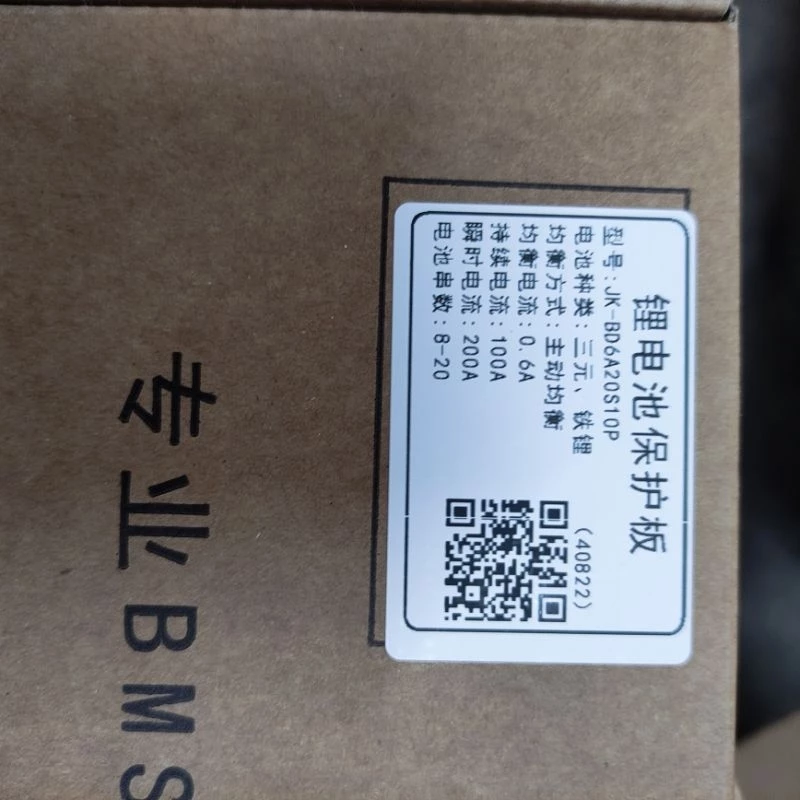 锂电池保护板
型号:JK-BD6A20S10P
(40822)
电池种类:三元、铁锂
均衡方式:主动均衡
均衡电流:0.6A
持续电流:100A
瞬时电流:200A
电池串数:8-20
专业BMS